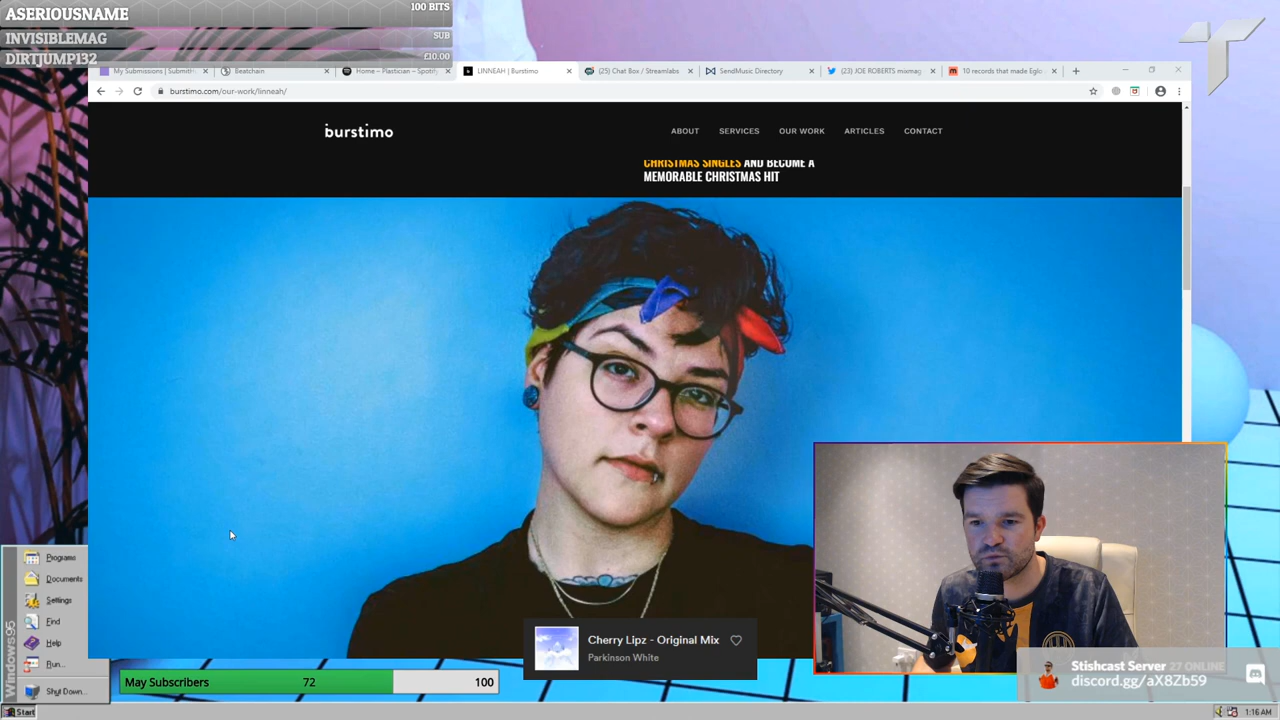 ASERIOUSNAME
100 BITS
INVISIBLEMAG
SUB
DIRTJUMP132
£10.00
My Submissions | SubmitH
Beatchain
Home – Plastician – Spotify
LINNEAH | Burstimo
(25) Chat Box / Streamlabs
SendMusic Directory
(23) JOE ROBERTS mixmag
10 records that made Eglo
burstimo.com/our-work/linneah/
burstimo
ABOUT
SERVICES
OUR WORK
ARTICLES
CONTACT
CHRISTMAS SINGLES AND BECOME A
MEMORABLE CHRISTMAS HIT
Programs
Documents
Settings
Find
Help
Run...
Shut Down...
Windows95
Cherry Lipz - Original Mix
Parkinson White
Stishcast Server 27 ONLINE
discord.gg/aX8Zb59
May Subscribers
72
100
Start
1:16 AM